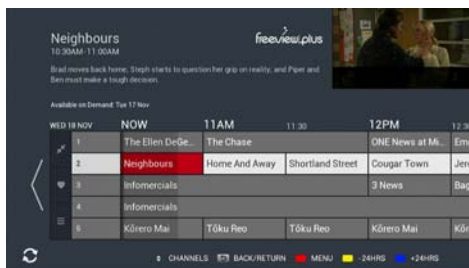 Neighbours
10:30AM-11:00AM
freeview.plus
Brad moves back home; Steph starts to question her grip on reality; and Piper and
Ben must make a tough decision.
Available on Demand: Tue 17 Nov
WED 18 NOV NOW 11AM 11:30 12PM 12:30
1 The Ellen DeGe... The Chase ONE News at Mi...
2 Neighbours Home And Away Shortland Street Cougar Town
3 Infomercials 3 News
4 Infomercials
Kōrero Mai Tōku Reo Tōku Reo Kōrero Mai
CHANNELS BACK/RETURN MENU -24HRS +24HRS